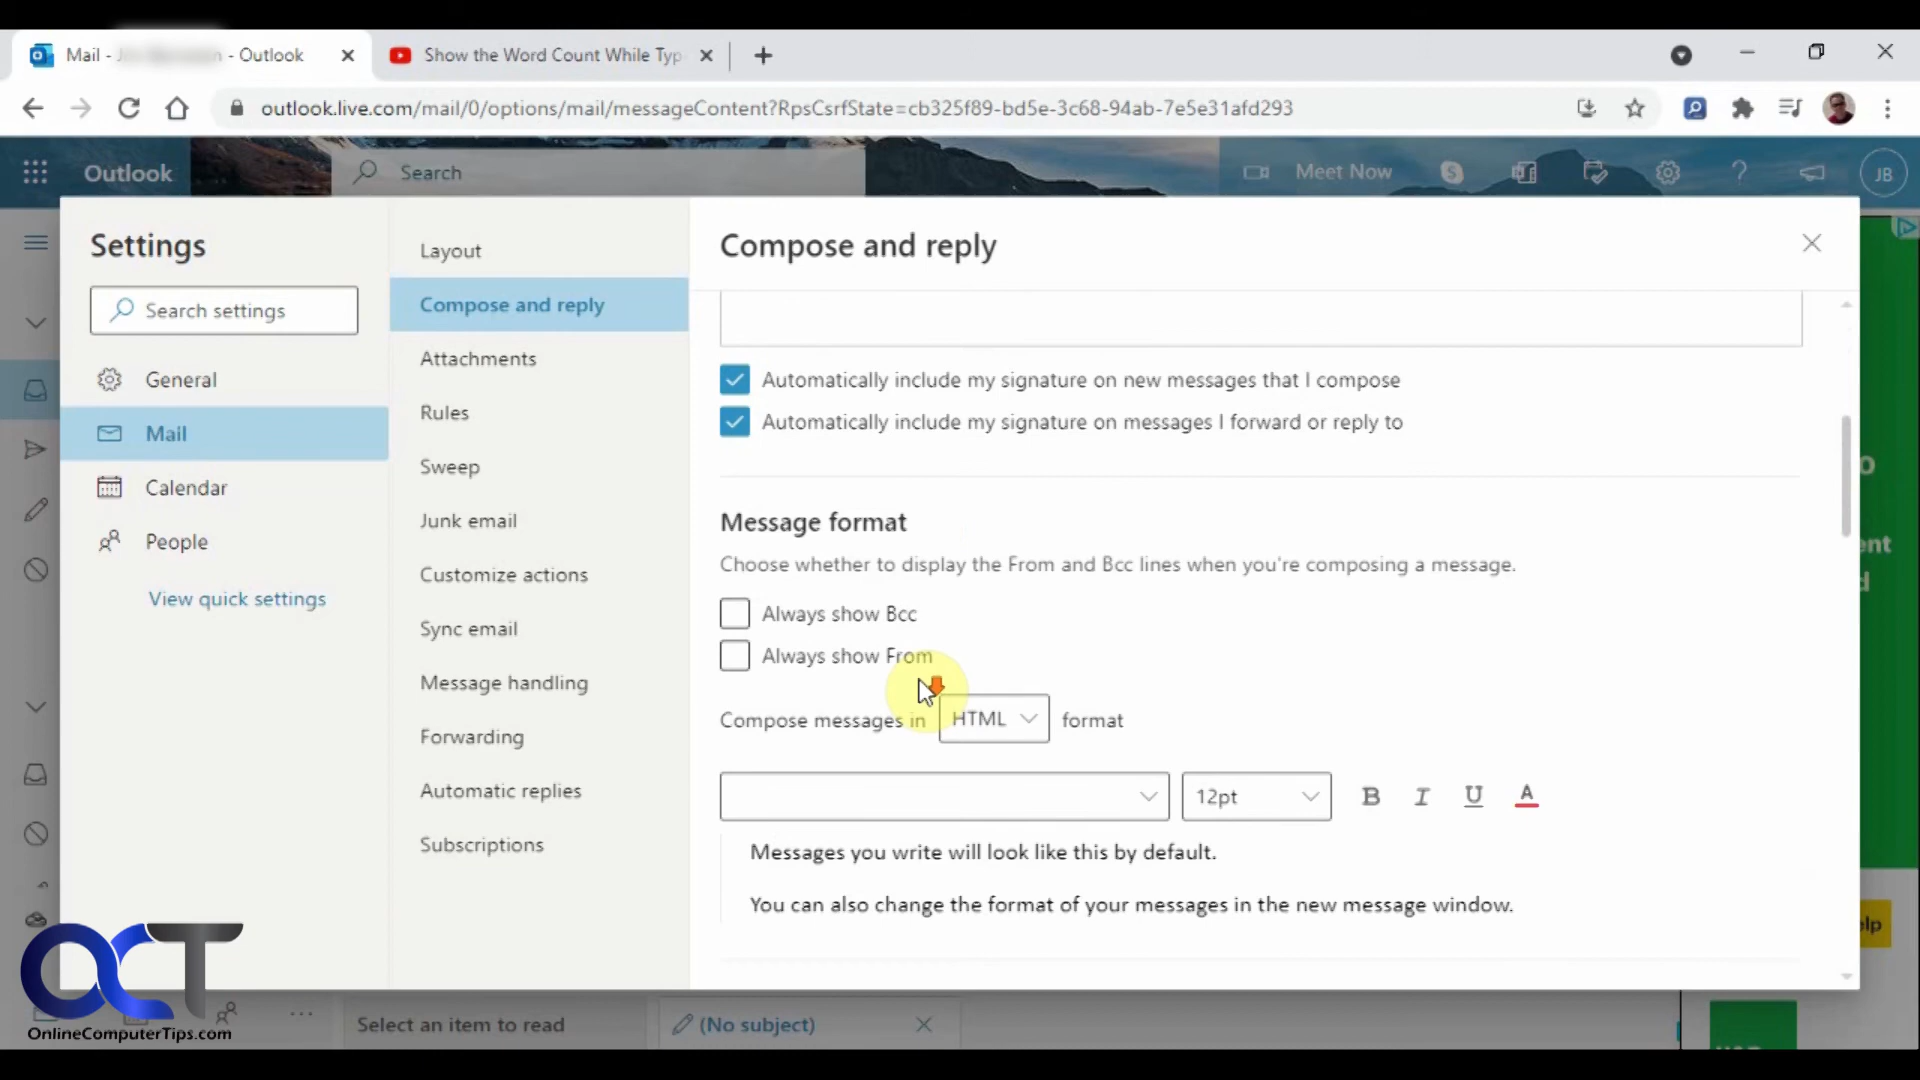 Mail - - Outlook
Show the Word Count While Typ
outlook.live.com/mail/0/options/mail/messageContent?RpsCsrfState=cb325f89-bd5e-3c68-94ab-7e5e31afd293
Outlook
Search
Meet Now
JB
Settings
Search settings
General
Mail
Calendar
People
View quick settings
Layout
Compose and reply
Attachments
Rules
Sweep
Junk email
Customize actions
Sync email
Message handling
Forwarding
Automatic replies
Subscriptions
Compose and reply
Automatically include my signature on new messages that I compose
Automatically include my signature on messages I forward or reply to
Message format
Choose whether to display the From and Bcc lines when you're composing a message.
Always show Bcc
Always show From
Compose messages in HTML format
12pt
B I U A
Messages you write will look like this by default.
You can also change the format of your messages in the new message window.
Select an item to read
(No subject)
OCT
OnlineComputerTips.com